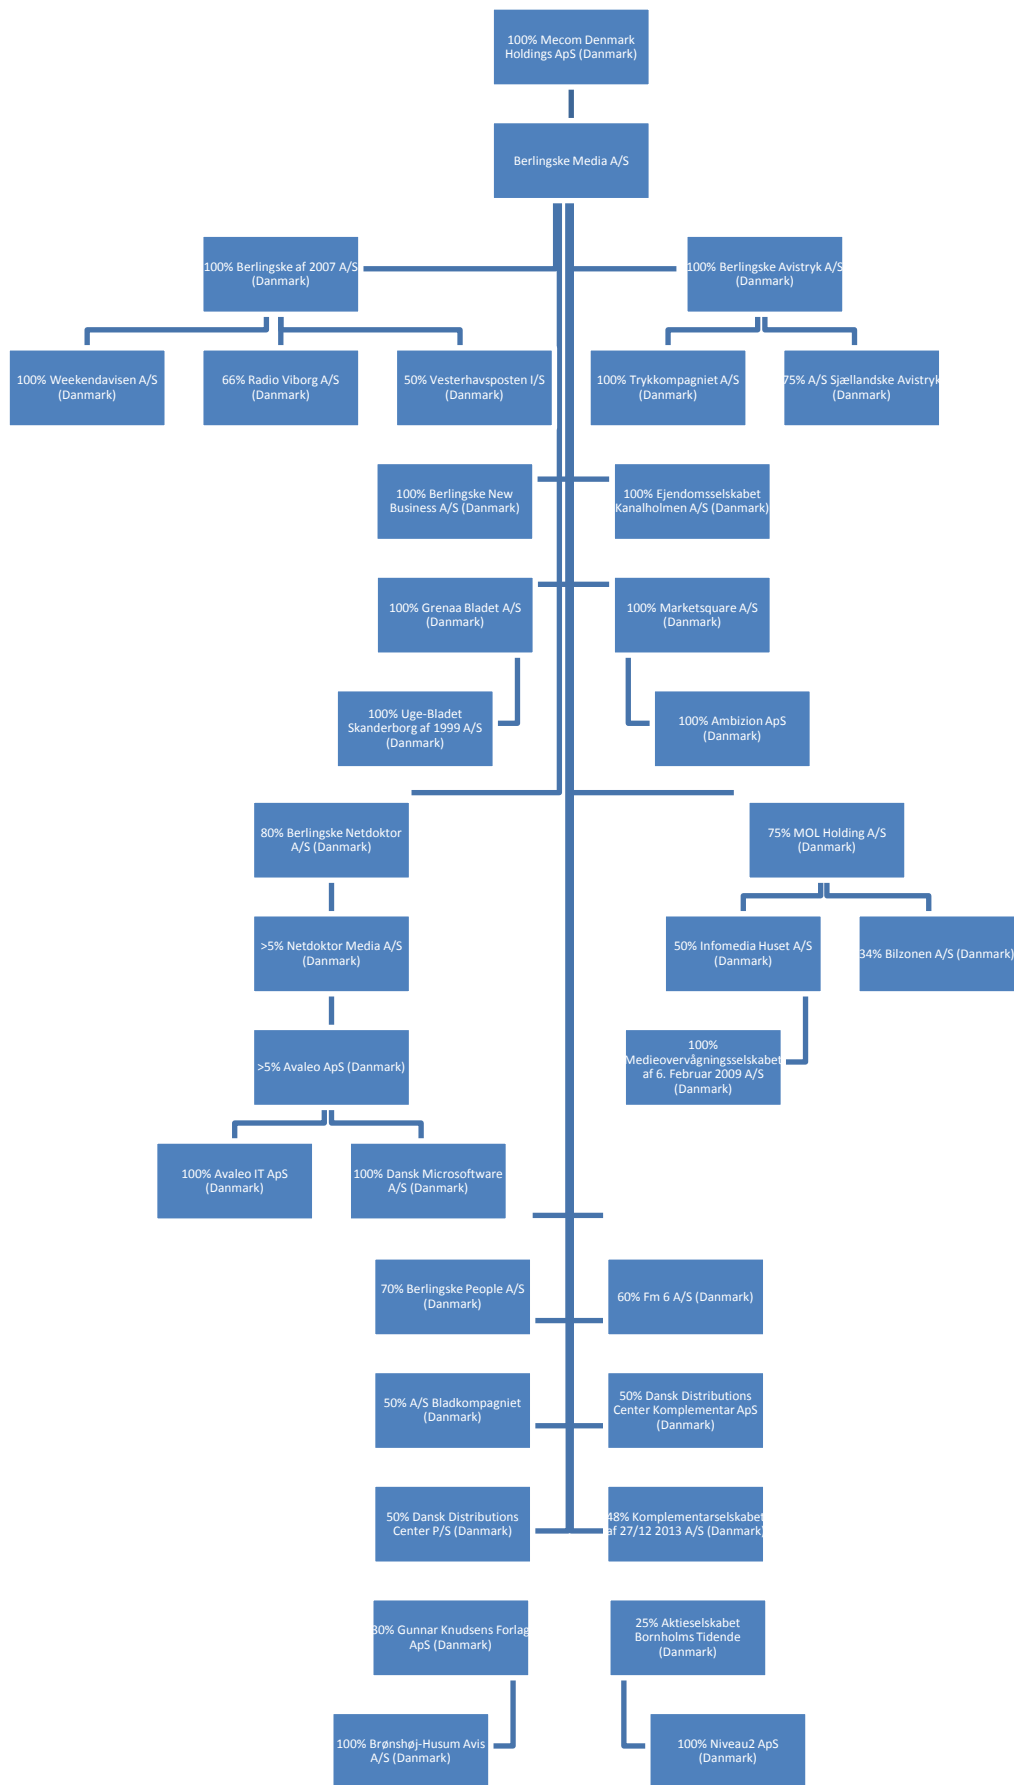 100% Mecom Denmark
Holdings ApS (Danmark)
Berlingske Media A/S
100% Berlingske af 2007 A/S
(Danmark)
100% Berlingske Avistryk A/S
(Danmark)
100% Weekendavisen A/S
(Danmark)
66% Radio Viborg A/S
(Danmark)
50% Vesterhavsposten I/S
(Danmark)
100% Trykkompagniet A/S
(Danmark)
75% A/S Sjællandske Avistryk
(Danmark)
100% Berlingske New
Business A/S (Danmark)
100% Ejendomsselskabet
Kanalholmen A/S (Danmark)
100% Grenaa Bladet A/S
(Danmark)
100% Marketsquare A/S
(Danmark)
100% Uge-Bladet
Skanderborg af 1999 A/S
(Danmark)
100% Ambizion ApS
(Danmark)
80% Berlingske Netdoktor
A/S (Danmark)
75% MOL Holding A/S
(Danmark)
>5% Netdoktor Media A/S
(Danmark)
50% Infomedia Huset A/S
(Danmark)
34% Bilzonen A/S (Danmark)
>5% Avaleo ApS (Danmark)
100%
Medieovervågningsselskabet
af 6. Februar 2009 A/S
(Danmark)
100% Avaleo IT ApS
(Danmark)
100% Dansk Microsoftware
A/S (Danmark)
70% Berlingske People A/S
(Danmark)
60% Fm 6 A/S (Danmark)
50% A/S Bladkompagniet
(Danmark)
50% Dansk Distributions
Center Komplementar ApS
(Danmark)
50% Dansk Distributions
Center P/S (Danmark)
48% Komplementarselskabet
af 27/12 2013 A/S (Danmark)
30% Gunnar Knudsens Forlag
ApS (Danmark)
25% Aktieselskabet
Bornholms Tidende
(Danmark)
100% Brønshøj-Husum Avis
A/S (Danmark)
100% Niveau2 ApS
(Danmark)